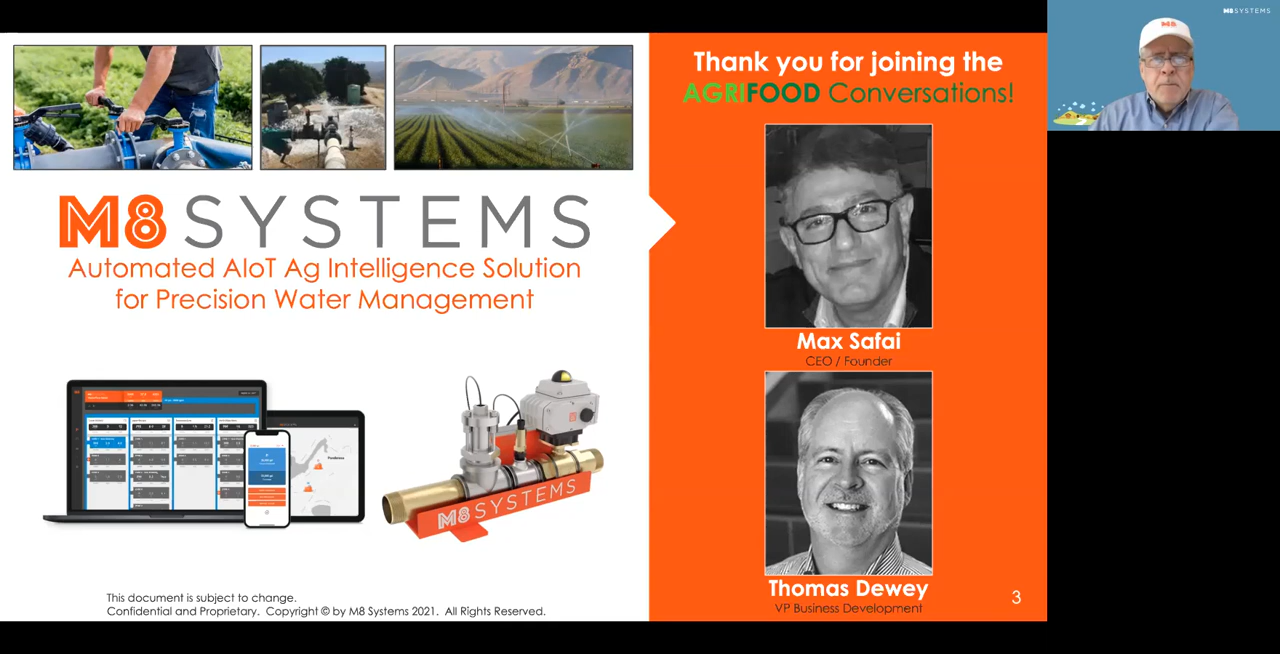 M8 SYSTEMS
Automated AIoT Ag Intelligence Solution
for Precision Water Management
M8 SYSTEMS
This document is subject to change.
Confidential and Proprietary. Copyright © by M8 Systems 2021. All Rights Reserved.
Thank you for joining the
AGRIFOOD Conversations!
Max Safai
CEO / Founder
Thomas Dewey
VP Business Development
3
M8 SYSTEMS
M8